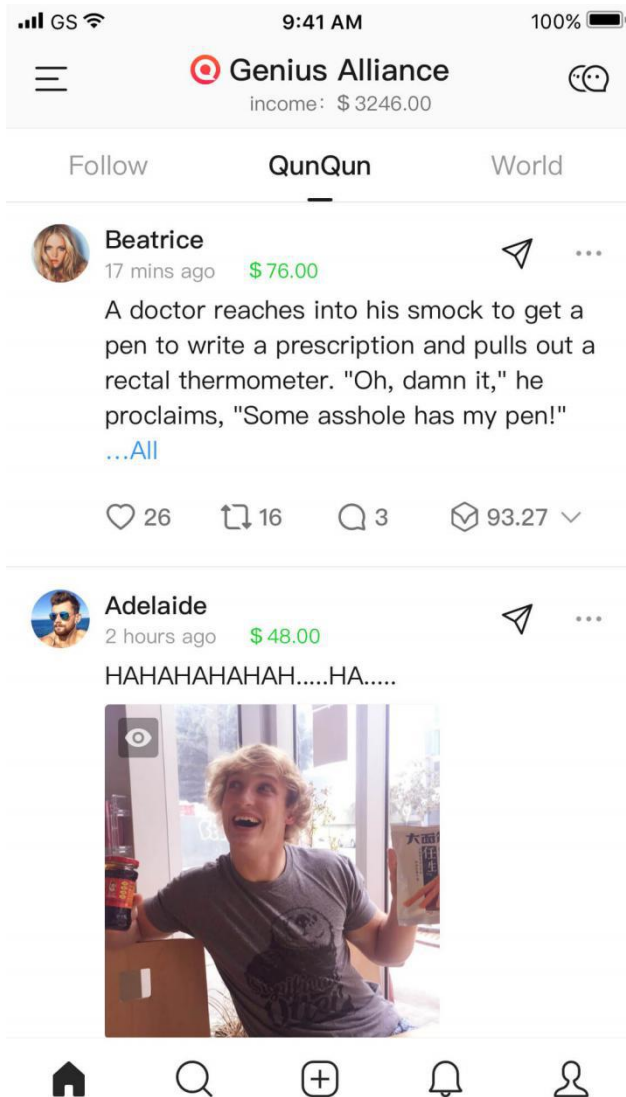 GS
9:41 AM
100%
Genius Alliance
income: $ 3246.00
Follow
QunQun
World
Beatrice
17 mins ago
$ 76.00
A doctor reaches into his smock to get a
pen to write a prescription and pulls out a
rectal thermometer. "Oh, damn it," he
proclaims, "Some asshole has my pen!"
...All
26
16
3
93.27
Adelaide
2 hours ago
$ 48.00
HAHAHAHAHAH.....HA.....